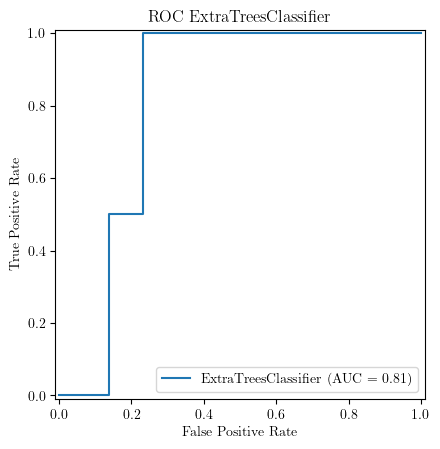 ROC ExtraTreesClassifier
True Positive Rate
1.0
0.8
0.6
0.4
0.2
0.0
ExtraTreesClassifier (AUC = 0.81)
0.0 0.2 0.4 0.6 0.8 1.0
False Positive Rate